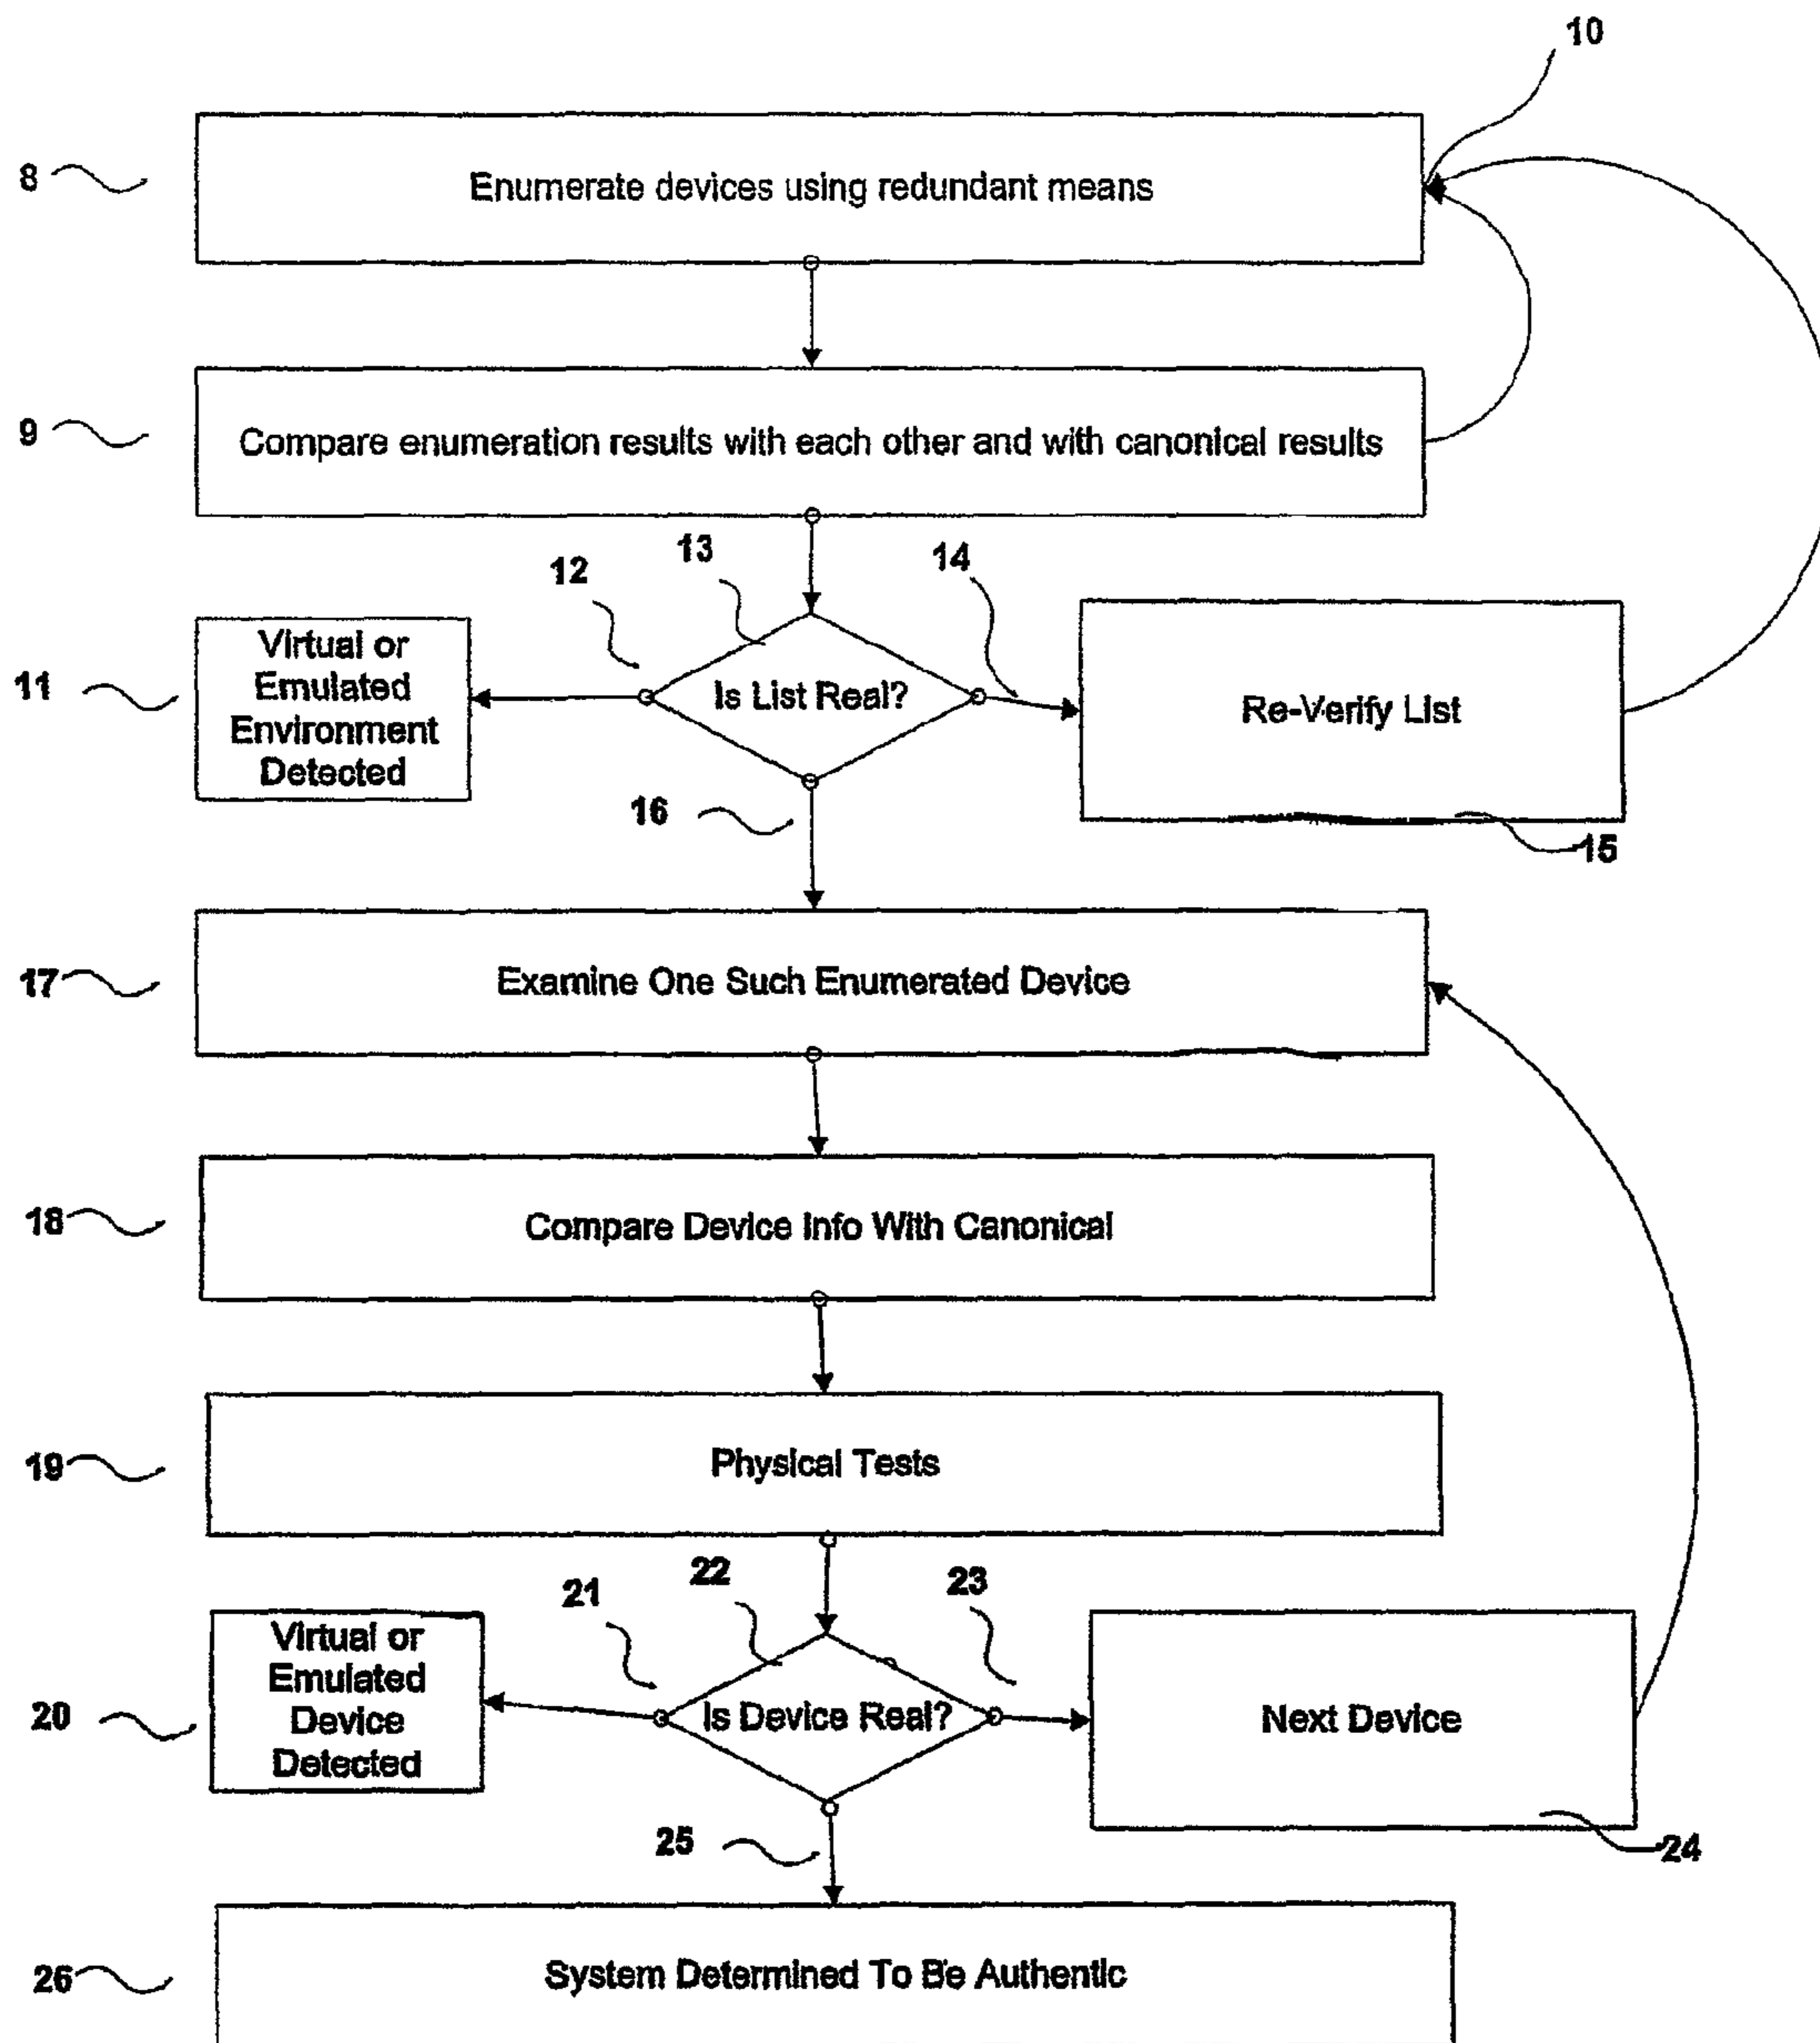 10
8
Enumerate devices using redundant means
9
Compare enumeration results with each other and with canonical results
13
14
12
11
Virtual or
Emulated
Environment
Detected
Is List Real?
Re-Verify List
16
15
17
Examine One Such Enumerated Device
18
Compare Device Info With Canonical
19
Physical Tests
22
23
21
20
Virtual or
Emulated
Device
Detected
Is Device Real?
Next Device
25
24
26
System Determined To Be Authentic